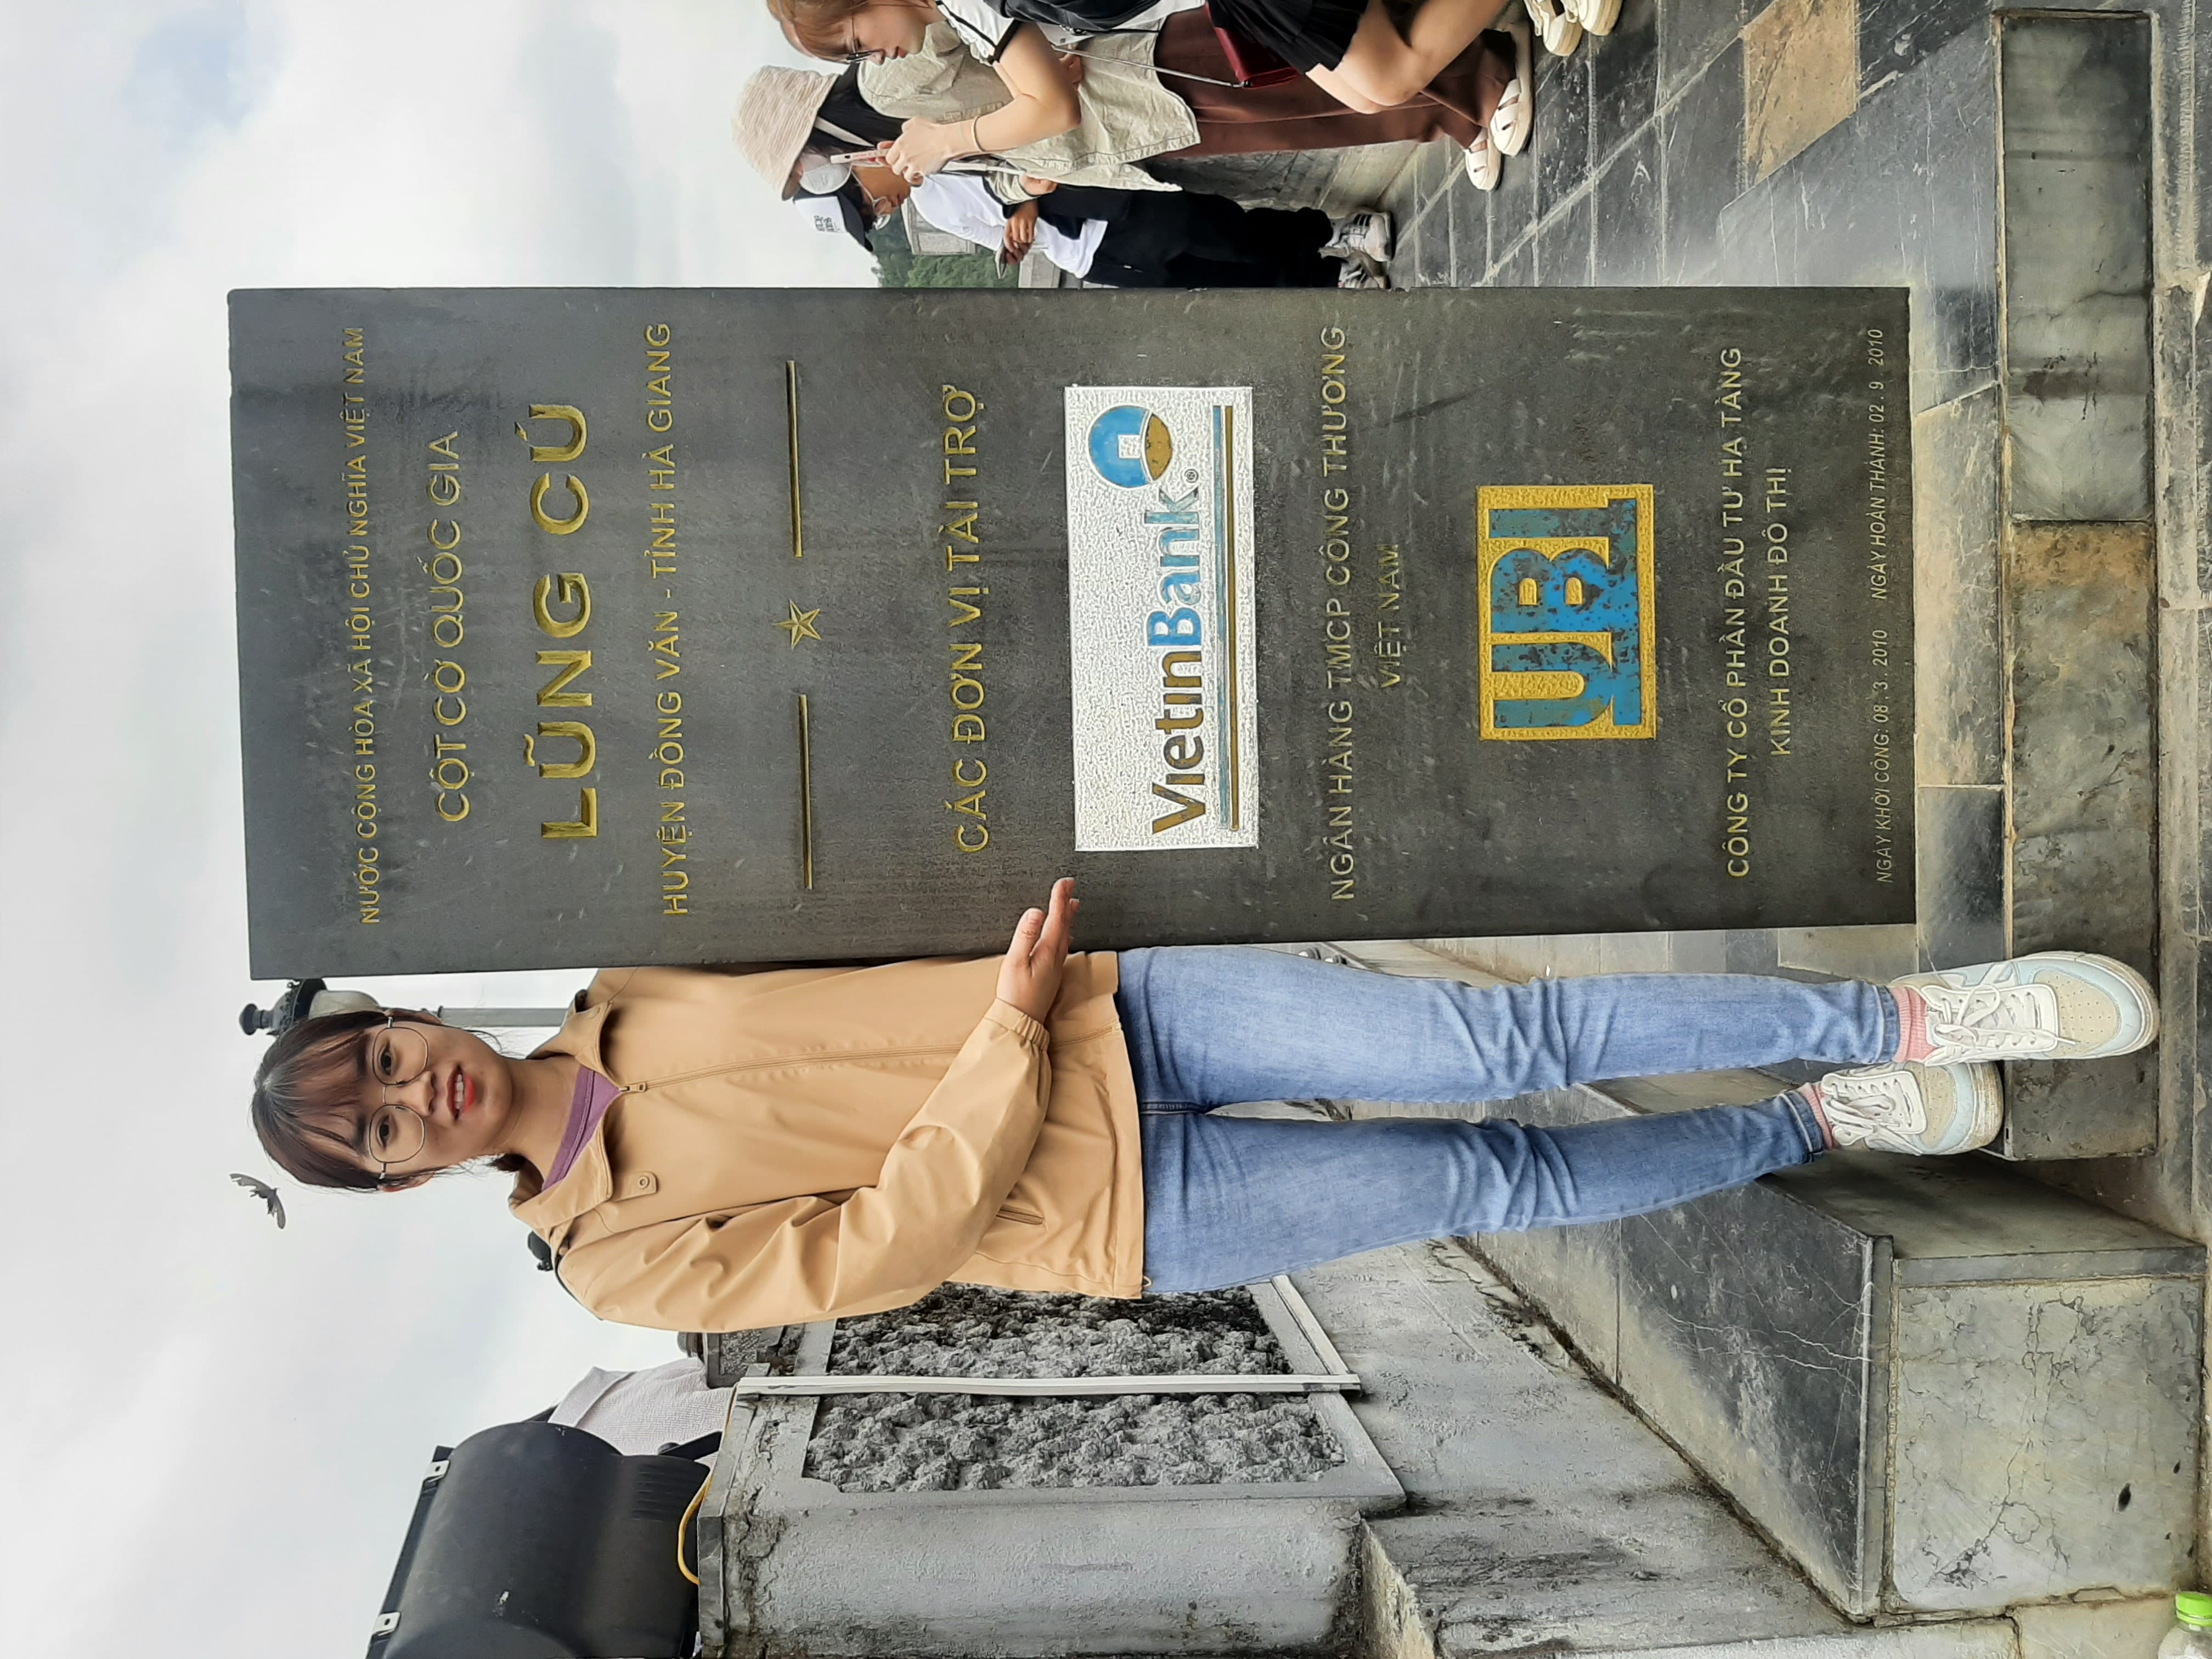 NƯỚC CỘNG HÒA XÃ HỘI CHỦ NGHĨA VIỆT NAM
CỘT CỜ QUỐC GIA
LŨNG CÚ
HUYỆN ĐỒNG VĂN - TỈNH HÀ GIANG
CÁC ĐƠN VỊ TÀI TRỢ
VietinBank®
NGÂN HÀNG TMCP CÔNG THƯƠNG
VIỆT NAM
UBI
CÔNG TY CỔ PHẦN ĐẦU TƯ HẠ TẦNG
KINH DOANH ĐÔ THỊ
NGÀY KHỞI CÔNG: 08 . 3 . 2010 NGÀY HOÀN THÀNH: 02 . 9 . 2010